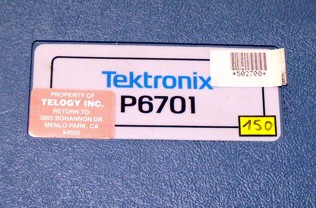 *502700*
Tektronix
P6701
PROPERTY OF
TELOGY INC.
RETURN TO:
3885 BOHANNON DR.
MENLO PARK, CA
94025
150